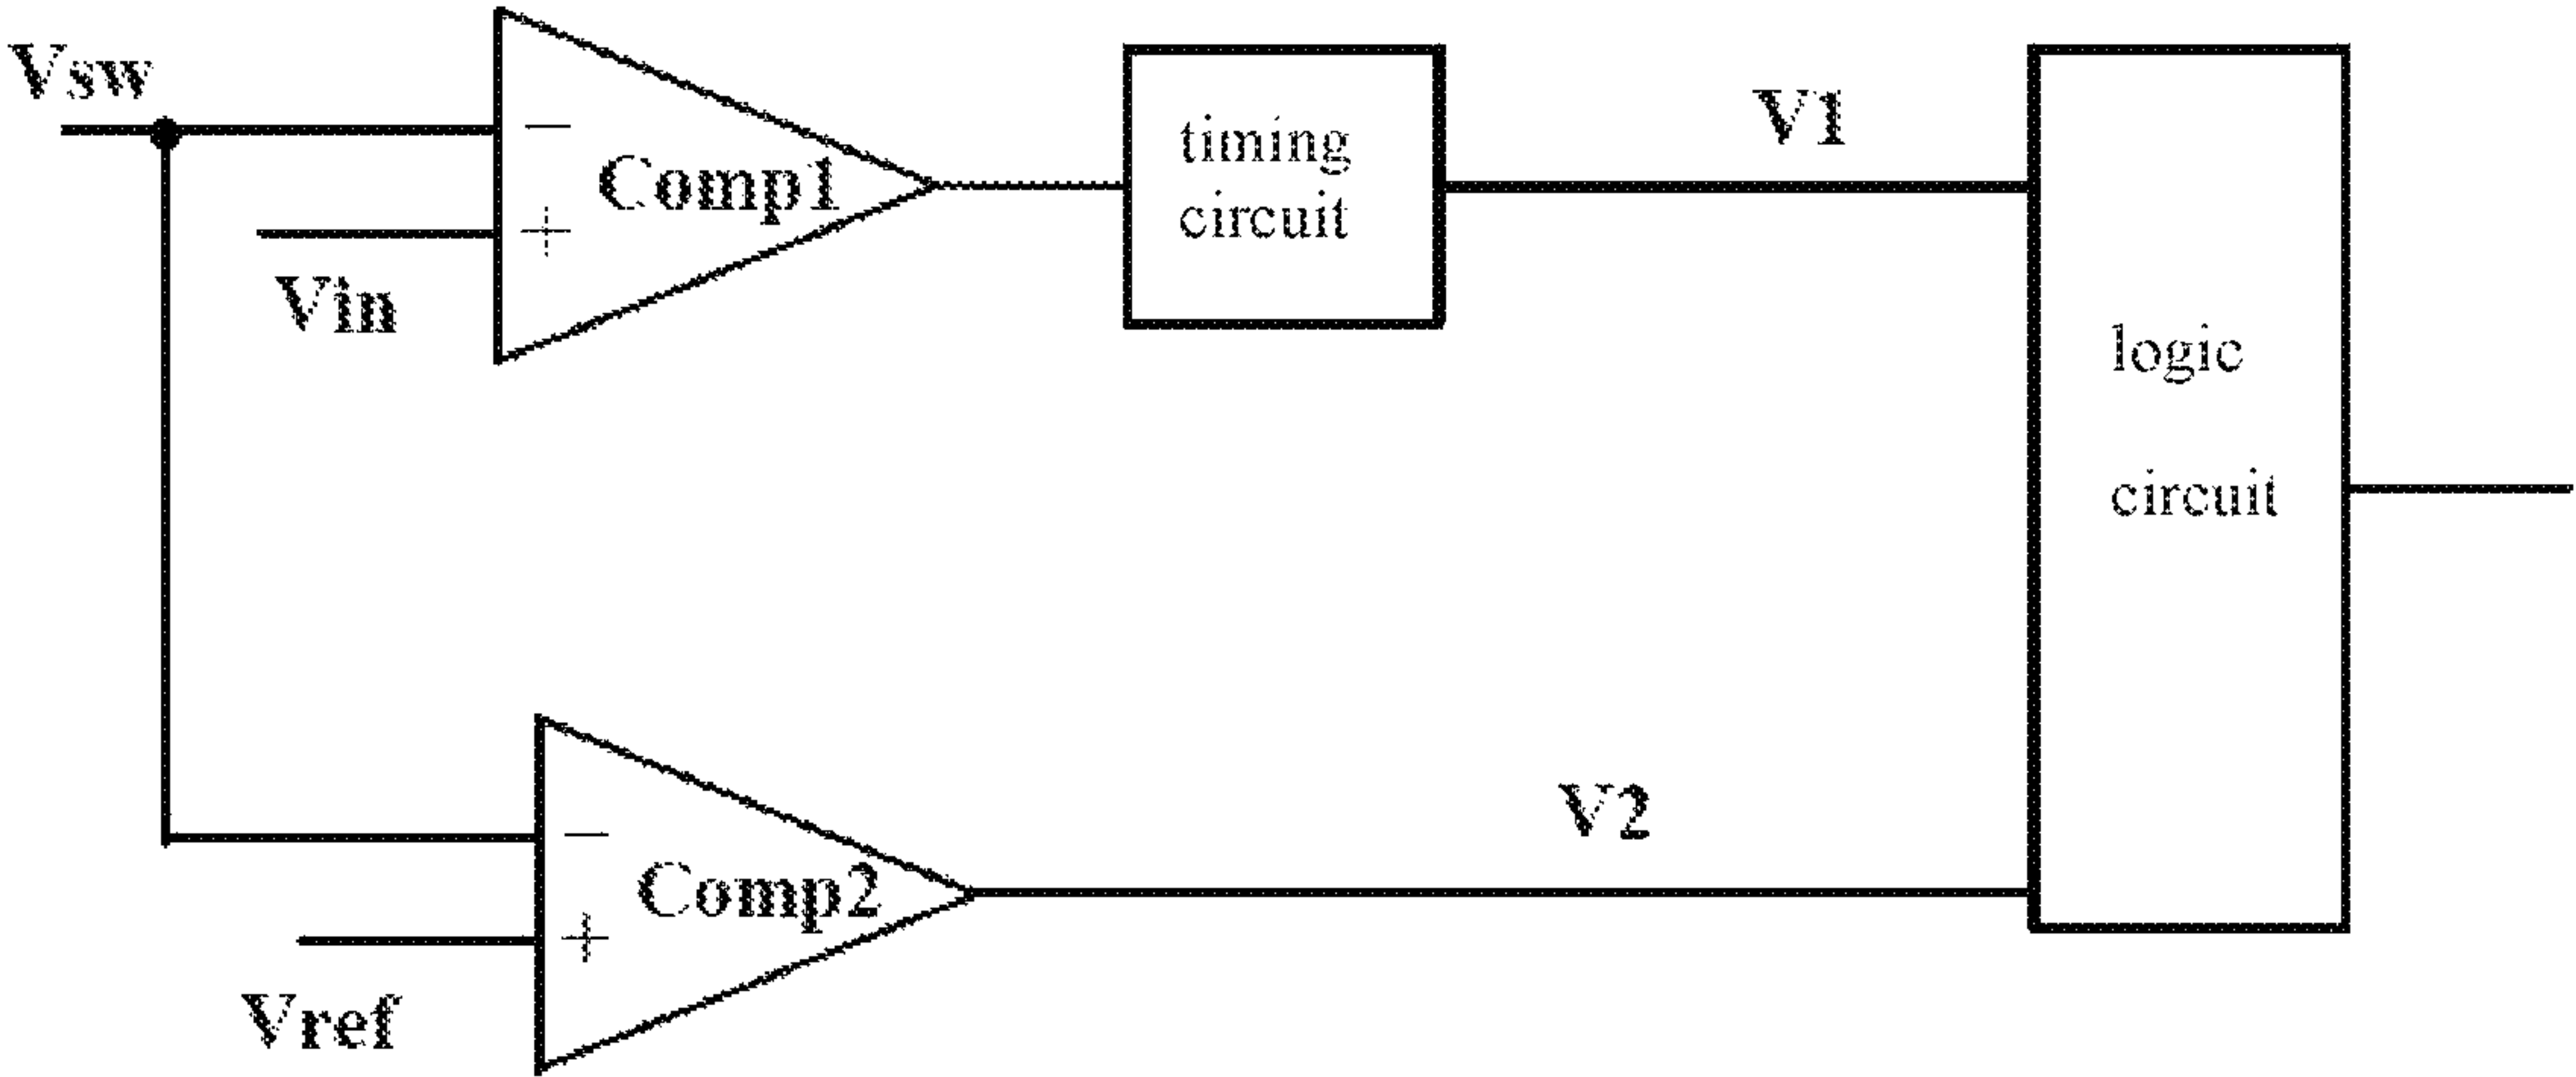 Vsw
−
Comp1
+
Vin
timing
circuit
V1
logic
circuit
V2
−
Comp2
+
Vref